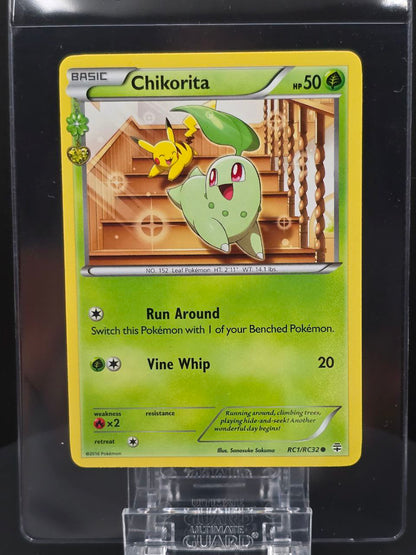 BASIC
Chikorita
HP50
NO. 152 Leaf Pokémon HT: 2'11" WT: 14.1 lbs.
Run Around
Switch this Pokémon with 1 of your Benched Pokémon.
Vine Whip 20
weakness resistance
×2
retreat
Running around, climbing trees,
playing hide-and-seek! Another
wonderful day begins!
©2016 Pokémon
Illus. Sanosuke Sakuma RC1/RC32
ULTIMATE
GUARD